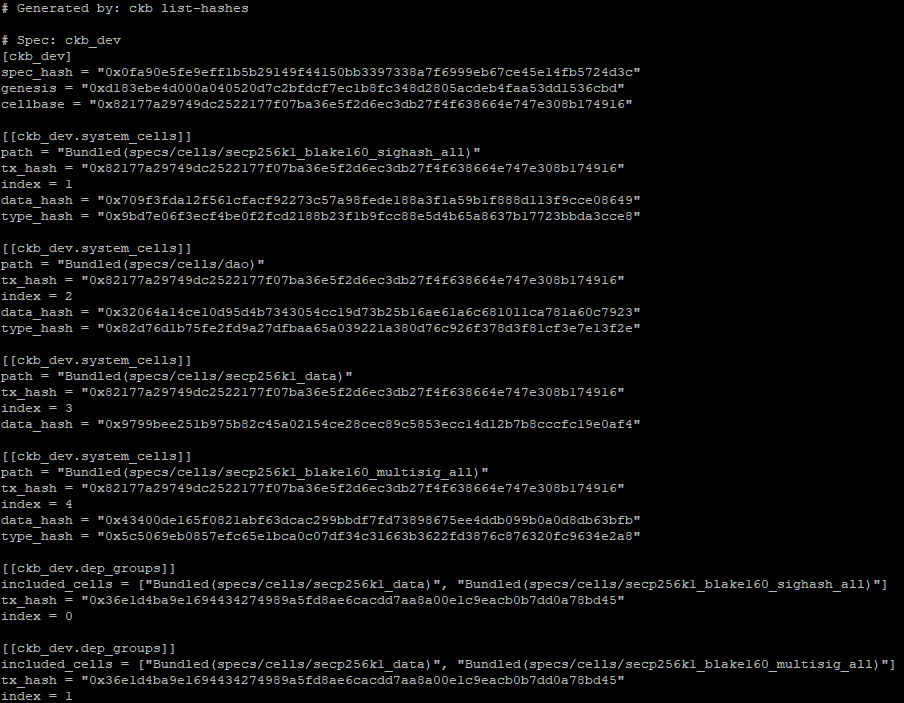 # Generated by: ckb list-hashes
# Spec: ckb_dev
[ckb_dev]
spec_hash = "0x0fa90e5fe9eff1b5b29149f44150bb3397338a7f6999eb67ce45e14fb5724d3c"
genesis = "0xd183ebe4d000a040520d7c2bfdcf7ec1b8fc348d2805acdeb4faa53dd1536cbd"
cellbase = "0x82177a29749dc2522177f07ba36e5f2d6ec3db27f4f638664e747e308b174916"
[[ckb_dev.system_cells]]
path = "Bundled(specs/cells/secp256k1_blake160_sighash_all)"
tx_hash = "0x82177a29749dc2522177f07ba36e5f2d6ec3db27f4f638664e747e308b174916"
index = 1
data_hash = "0x709f3fda12f561cfacf92273c57a98fede188a3f1a59b1f888d113f9cce08649"
type_hash = "0x9bd7e06f3ecf4be0f2fcd2188b23f1b9fcc88e5d4b65a8637b17723bbda3cce8"
[[ckb_dev.system_cells]]
path = "Bundled(specs/cells/dao)"
tx_hash = "0x82177a29749dc2522177f07ba36e5f2d6ec3db27f4f638664e747e308b174916"
index = 2
data_hash = "0x32064a14ce10d95d4b7343054cc19d73b25b16ae61a6c681011ca781a60c7923"
type_hash = "0x82d76d1b75fe2fd9a27dfbaa65a039221a380d76c926f378d3f81cf3e7e13f2e"
[[ckb_dev.system_cells]]
path = "Bundled(specs/cells/secp256k1_data)"
tx_hash = "0x82177a29749dc2522177f07ba36e5f2d6ec3db27f4f638664e747e308b174916"
index = 3
data_hash = "0x9799bee251b975b82c45a02154ce28cec89c5853ecc14d12b7b8cccfc19e0af4"
[[ckb_dev.system_cells]]
path = "Bundled(specs/cells/secp256k1_blake160_multisig_all)"
tx_hash = "0x82177a29749dc2522177f07ba36e5f2d6ec3db27f4f638664e747e308b174916"
index = 4
data_hash = "0x43400de165f0821abf63dcac299bbdf7fd73898675ee4ddb099b0a0d8db63bfb"
type_hash = "0x5c5069eb0857efc65e1bca0c07df34c31663b3622fd3876c876320fc9634e2a8"
[[ckb_dev.dep_groups]]
included_cells = ["Bundled(specs/cells/secp256k1_data)", "Bundled(specs/cells/secp256k1_blake160_sighash_all)"]
tx_hash = "0x36e1d4ba9e1694434274989a5fd8ae6cacdd7aa8a00e1c9eacb0b7dd0a78bd45"
index = 0
[[ckb_dev.dep_groups]]
included_cells = ["Bundled(specs/cells/secp256k1_data)", "Bundled(specs/cells/secp256k1_blake160_multisig_all)"]
tx_hash = "0x36e1d4ba9e1694434274989a5fd8ae6cacdd7aa8a00e1c9eacb0b7dd0a78bd45"
index = 1